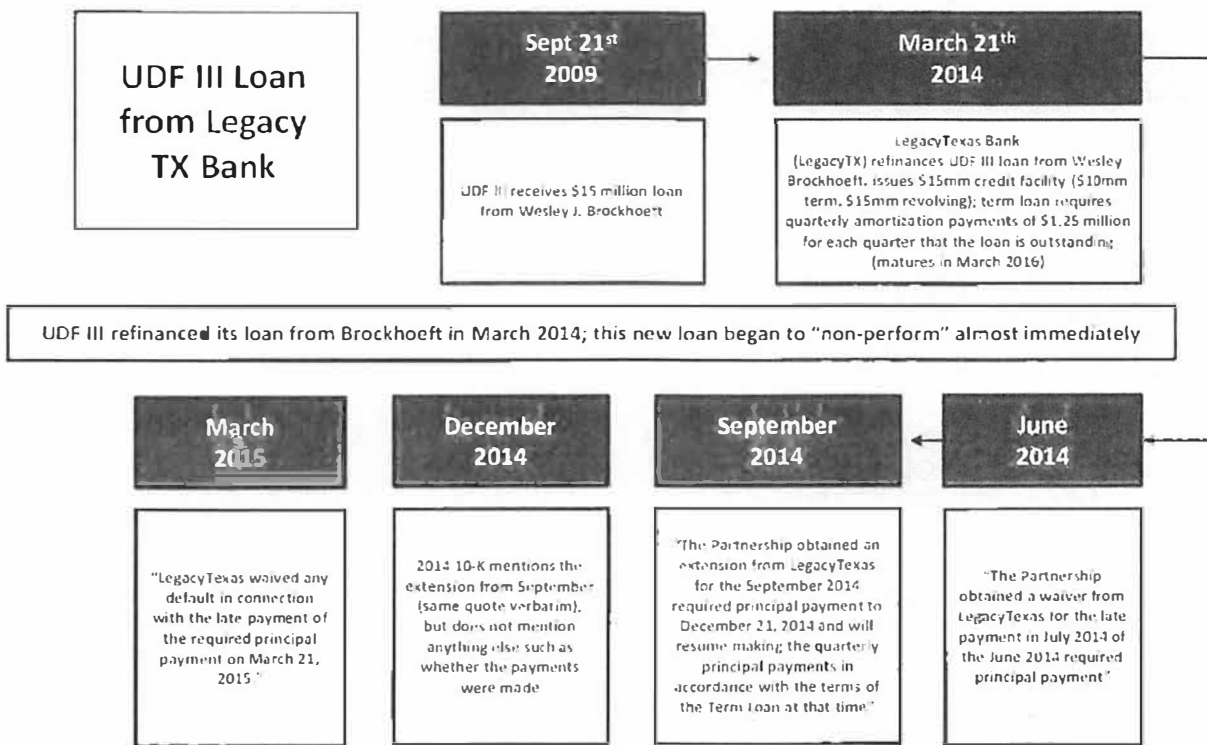 UDF III Loan
from Legacy
TX Bank
Sept 21st
2009
March 21th
2014
UDF III receives $15 million loan
from Wesley J. Brockhoeft
LegacyTexas Bank
(LegacyTX) refinances UDF III loan from Wesley
Brockhoeft, issues $15mm credit facility ($10mm
term, $15mm revolving); term loan requires
quarterly amortization payments of $1.25 million
for each quarter that the loan is outstanding
(matures in March 2016)
UDF III refinanced its loan from Brockhoeft in March 2014; this new loan began to “non-perform” almost immediately
March
2015
December
2014
September
2014
June
2014
“LegacyTexas waived any
default in connection
with the late payment of
the required principal
payment on March 21,
2015.”
2014 10-K mentions the
extension from September
(same quote verbatim),
but does not mention
anything else such as
whether the payments
were made
“The Partnership obtained an
extension from LegacyTexas
for the September 2014
required principal payment to
December 21, 2014 and will
resume making the quarterly
principal payments in
accordance with the terms of
the Term Loan at that time”
“The Partnership
obtained a waiver from
LegacyTexas for the late
payment in July 2014 of
the June 2014 required
principal payment”